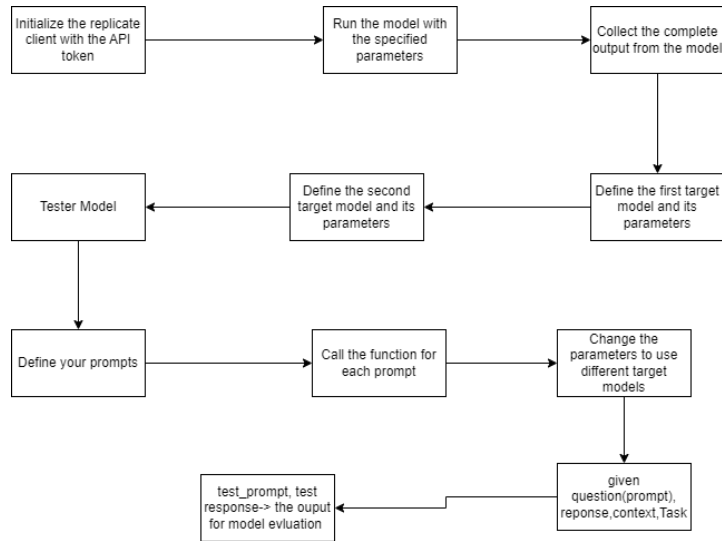 Initialize the replicate
client with the API
token
Run the model with
the specified
parameters
Collect the complete
output from the model
Define the first target
model and its
parameters
Define the second
target model and its
parameters
Tester Model
Define your prompts
Call the function for
each prompt
Change the
parameters to use
different target
models
given
question(prompt),
reponse,context,Task
test_prompt, test
response-> the ouput
for model evluation